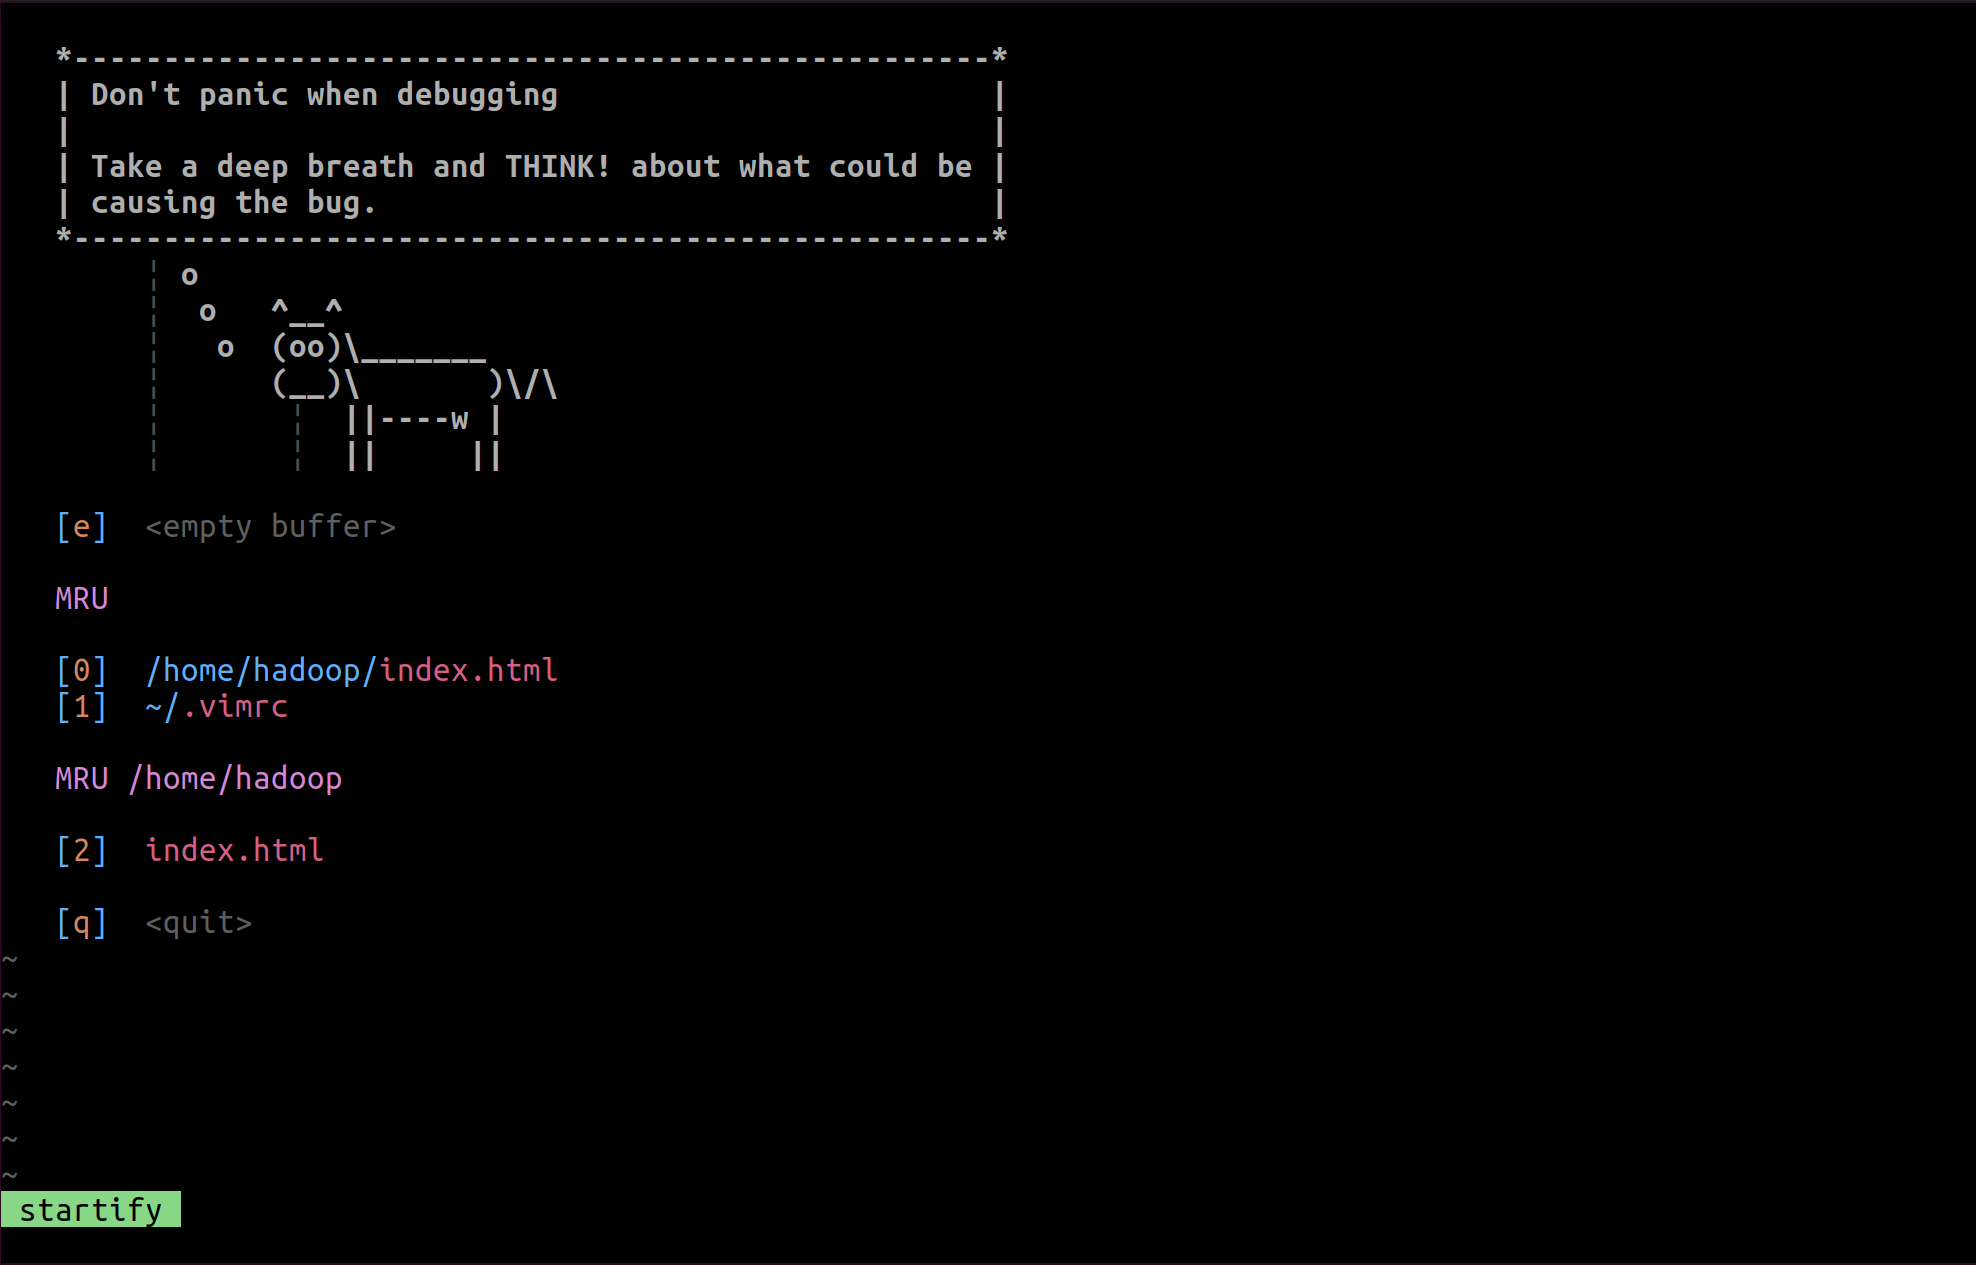 *---------------------------------------------------*
| Don't panic when debugging                        |
|                                                   |
| Take a deep breath and THINK! about what could be |
| causing the bug.                                  |
*---------------------------------------------------*
     ¦ o
     ¦  o   ^__^
     ¦   o  (oo)\_______
     ¦      (__)\       )\/\
     ¦       ¦  ||----w |
     ¦       ¦  ||     ||
[e]  <empty buffer>
MRU
[0]  /home/hadoop/index.html
[1]  ~/.vimrc
MRU /home/hadoop
[2]  index.html
[q]  <quit>
~
~
~
~
~
~
~
startify